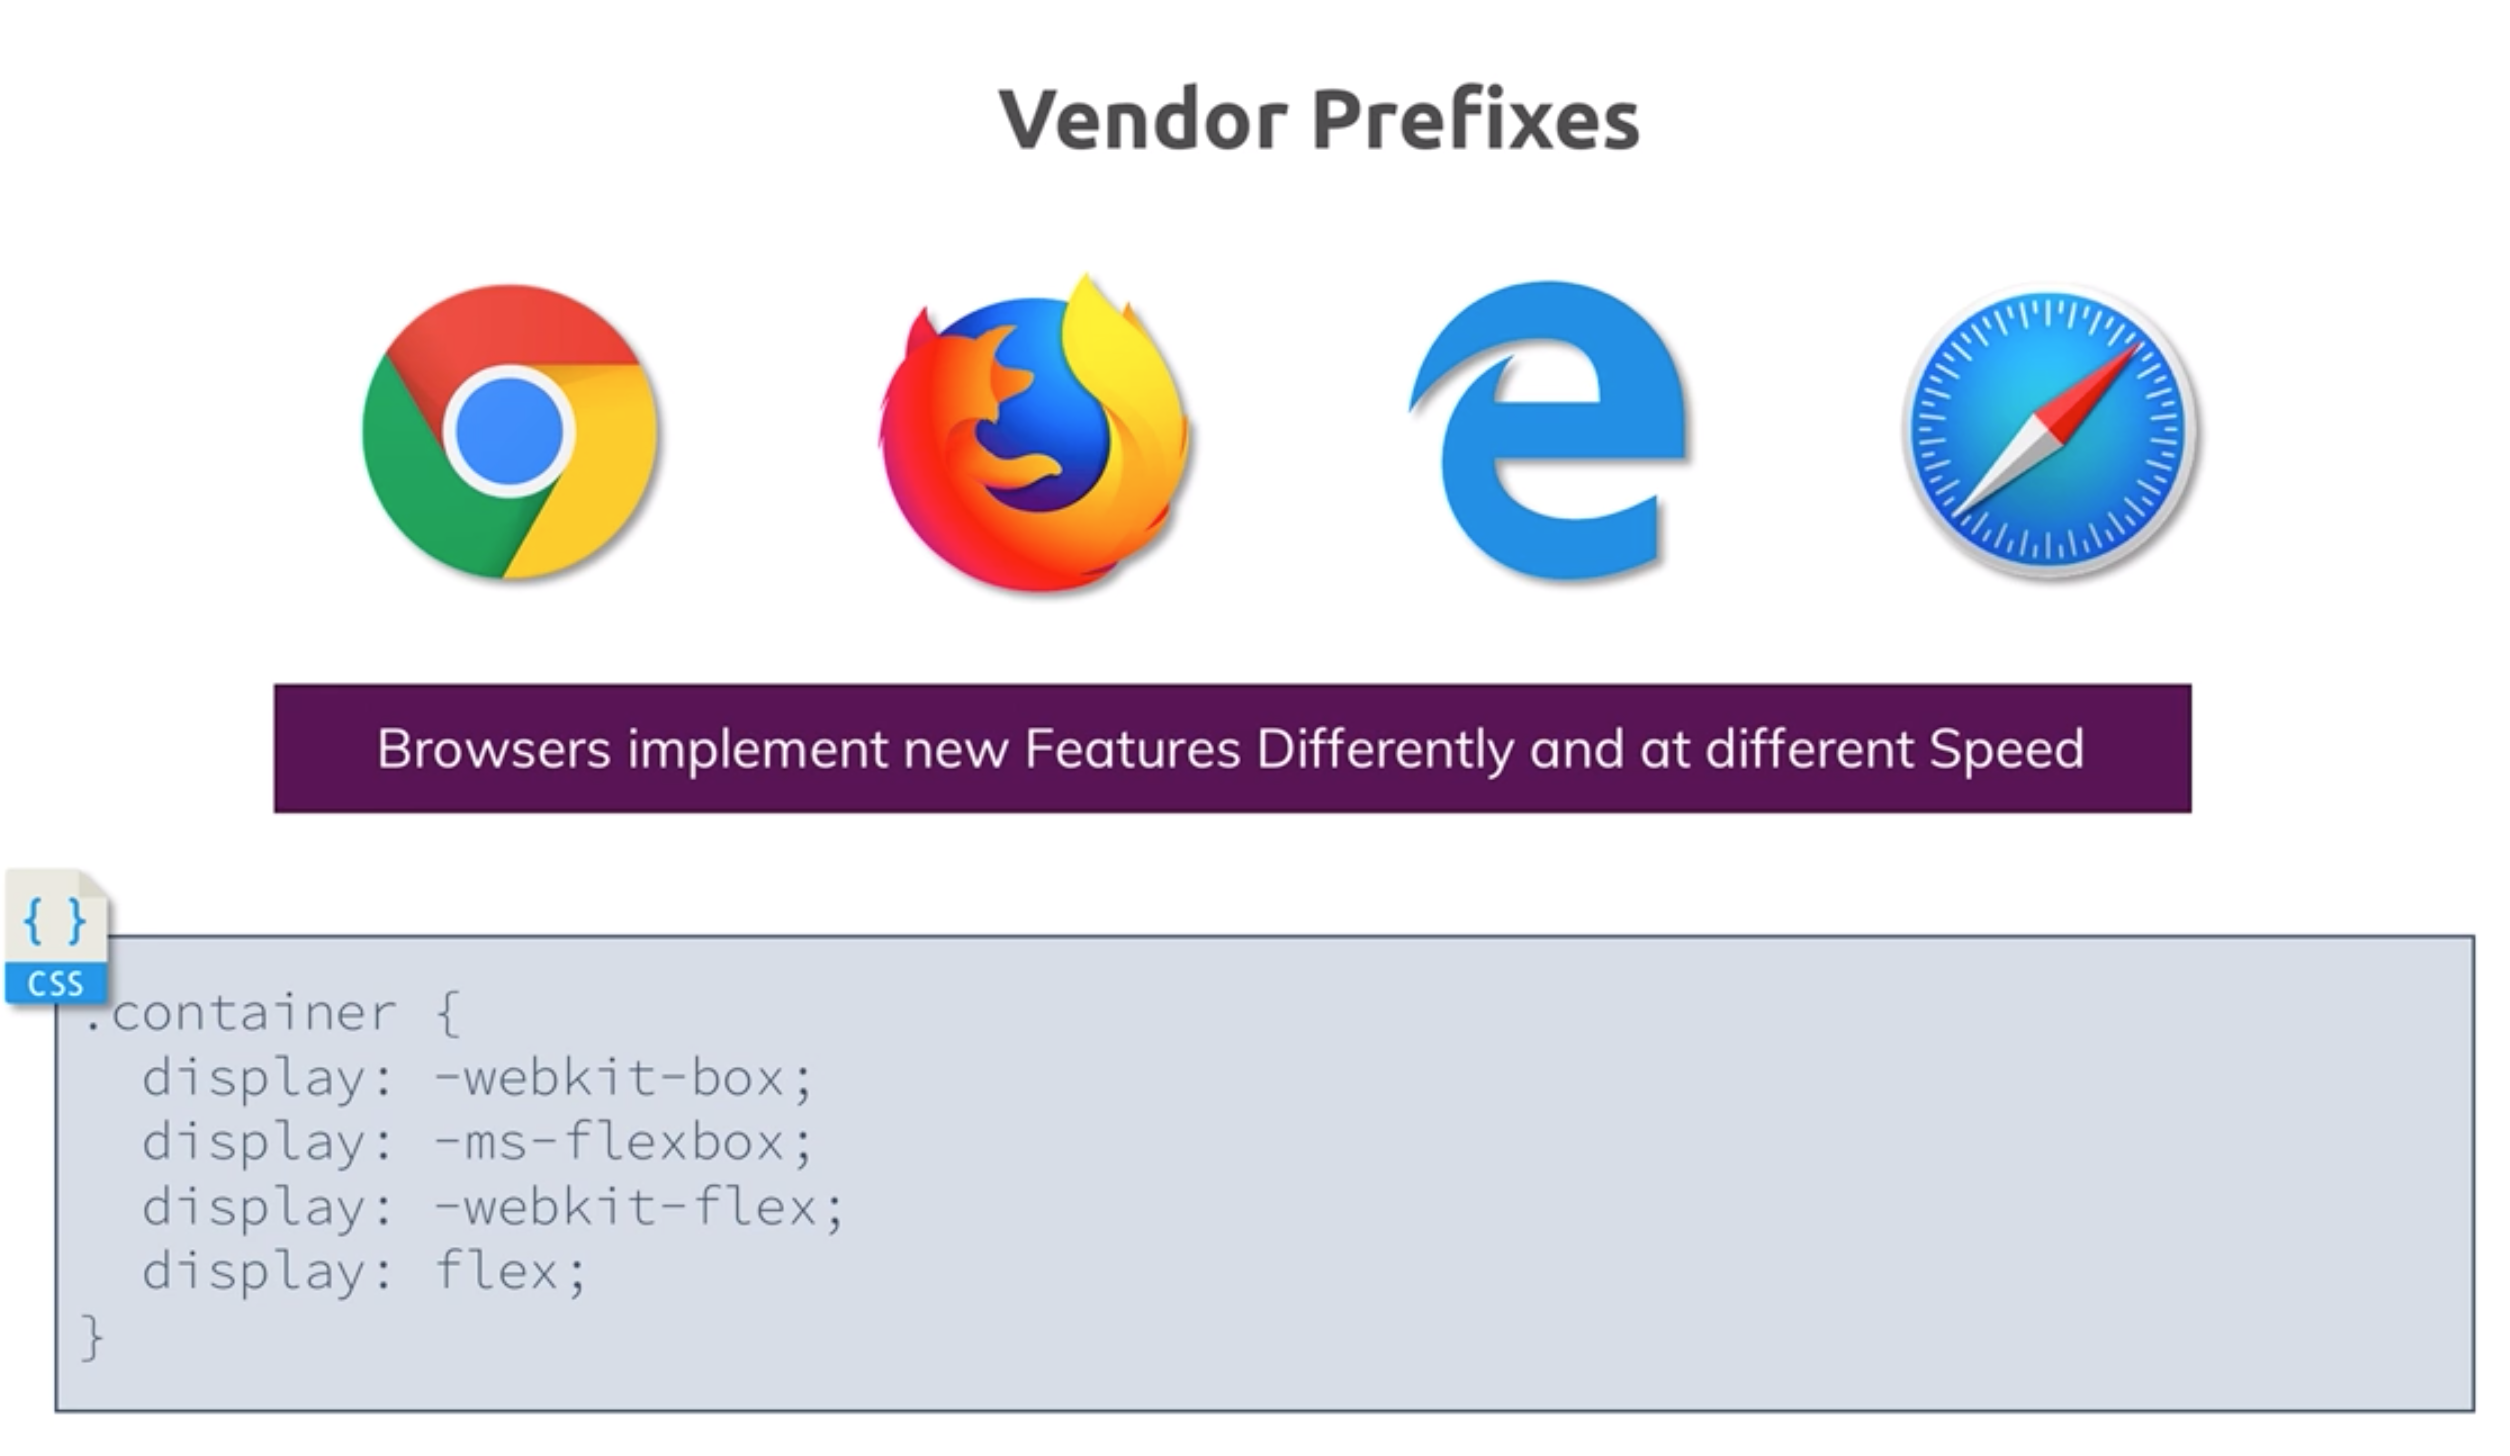 Vendor Prefixes
Browsers implement new Features Differently and at different Speed
{ }
CSS
.container {
display: -webkit-box;
display: -ms-flexbox;
display: -webkit-flex;
display: flex;
}